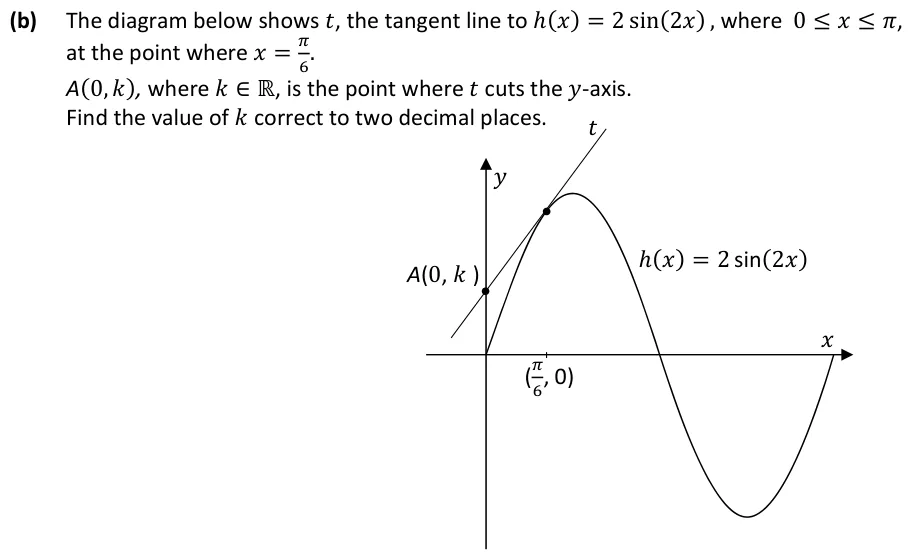 (b) The diagram below shows t, the tangent line to h(x) = 2 sin(2x), where 0 ≤ x ≤ π,
at the point where x = π/6.
A(0, k), where k ∈ ℝ, is the point where t cuts the y-axis.
Find the value of k correct to two decimal places.
t
y
h(x) = 2 sin(2x)
A(0, k )
x
(π/6, 0)